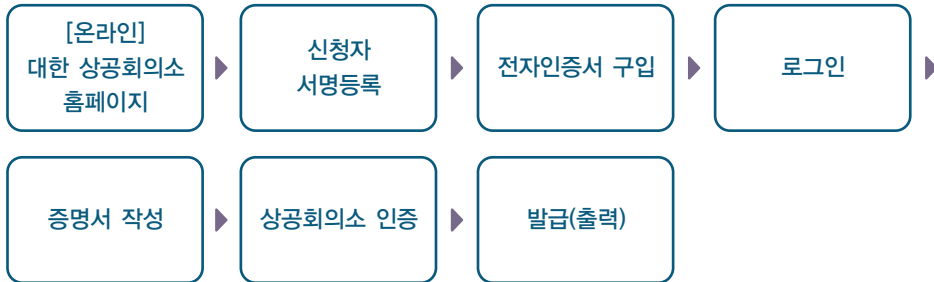 [온라인]
대한 상공회의소
홈페이지
신청자
서명등록
전자인증서 구입
로그인
증명서 작성
상공회의소 인증
발급(출력)